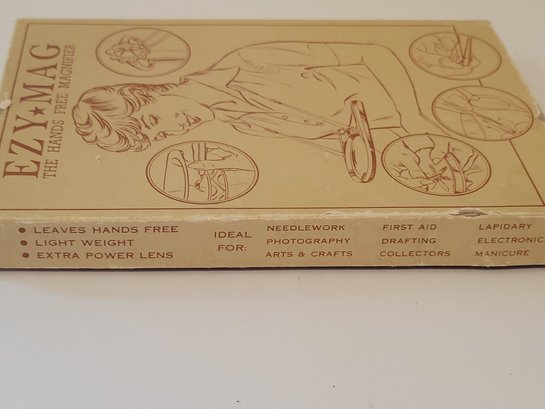 EZY★MAG
THE HANDS FREE MAGNIFIER
• LEAVES HANDS FREE
• LIGHT WEIGHT
• EXTRA POWER LENS
IDEAL
FOR:
NEEDLEWORK
PHOTOGRAPHY
ARTS & CRAFTS
FIRST AID
DRAFTING
COLLECTORS
LAPIDARY
ELECTRONIC
MANICURE